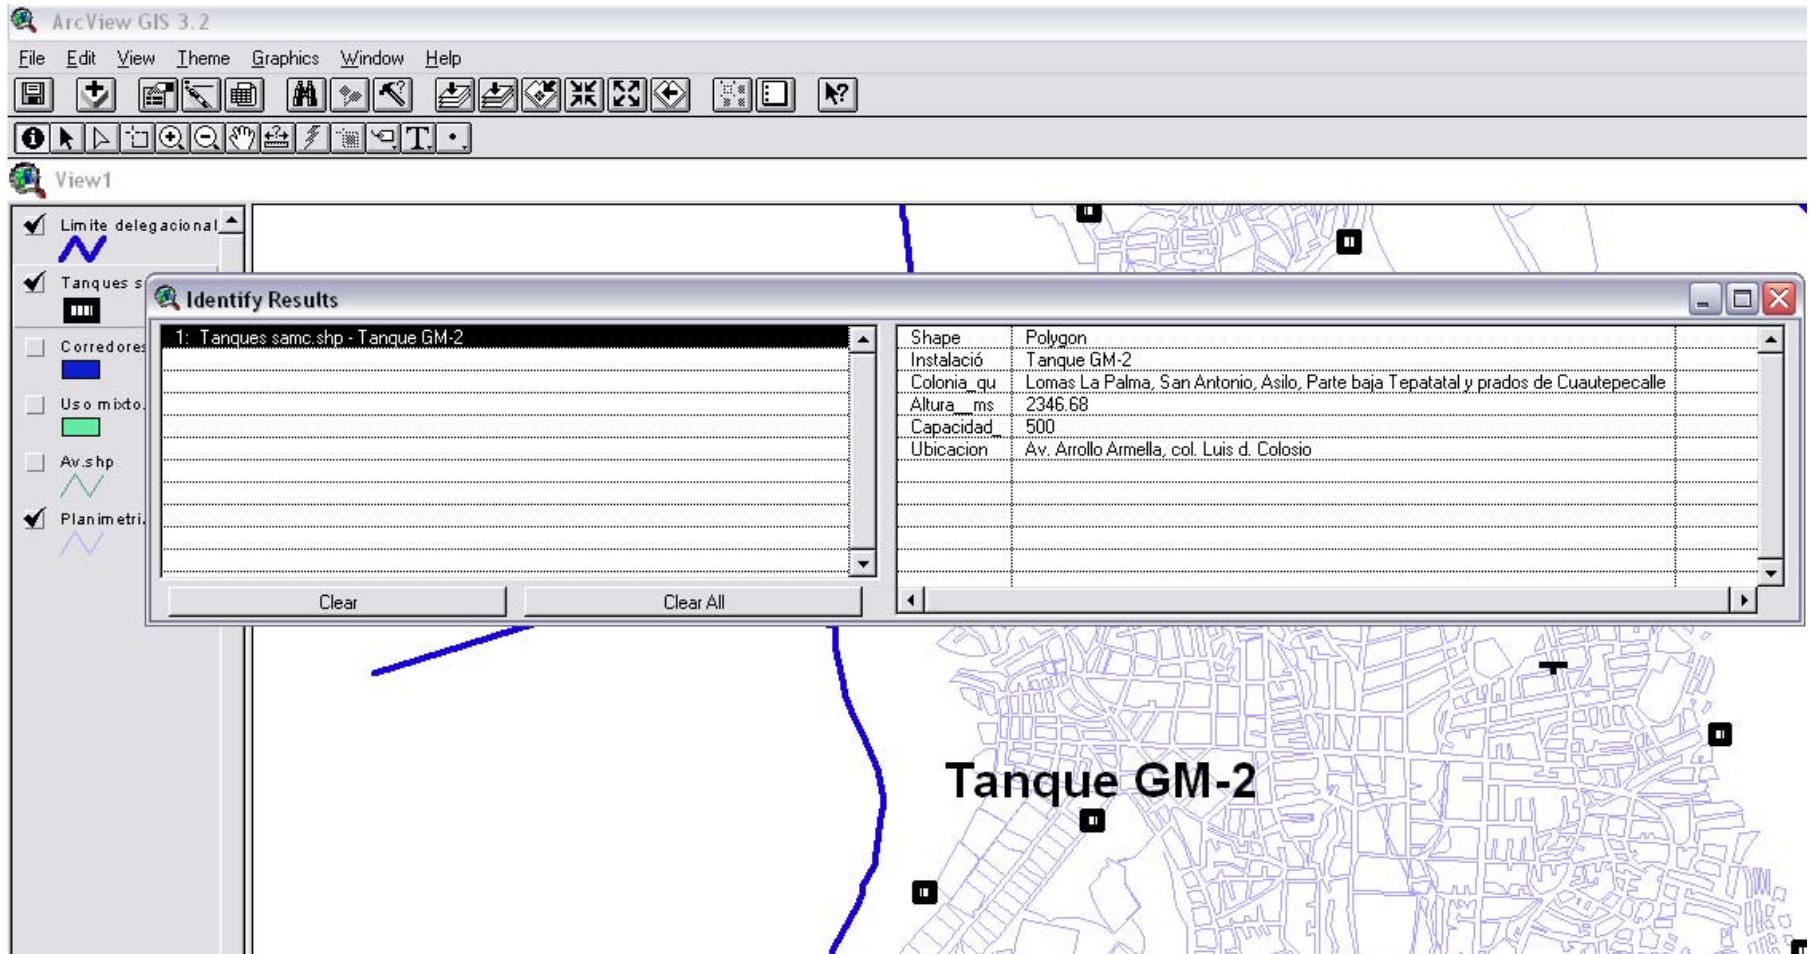 ArcView GIS 3.2
File Edit View Theme Graphics Window Help
View1
Limite delegacional
Tanques s
Corredores
Uso mixto.
Av.shp
Planimetri.
Identify Results
1: Tanques samc.shp - Tanque GM-2
Shape Polygon
Instalació Tanque GM-2
Colonia_qu Lomas La Palma, San Antonio, Asilo, Parte baja Tepatatal y prados de Cuautepecalle
Altura__ms 2346.68
Capacidad_ 500
Ubicacion Av. Arrollo Armella, col. Luis d. Colosio
Clear Clear All
Tanque GM-2